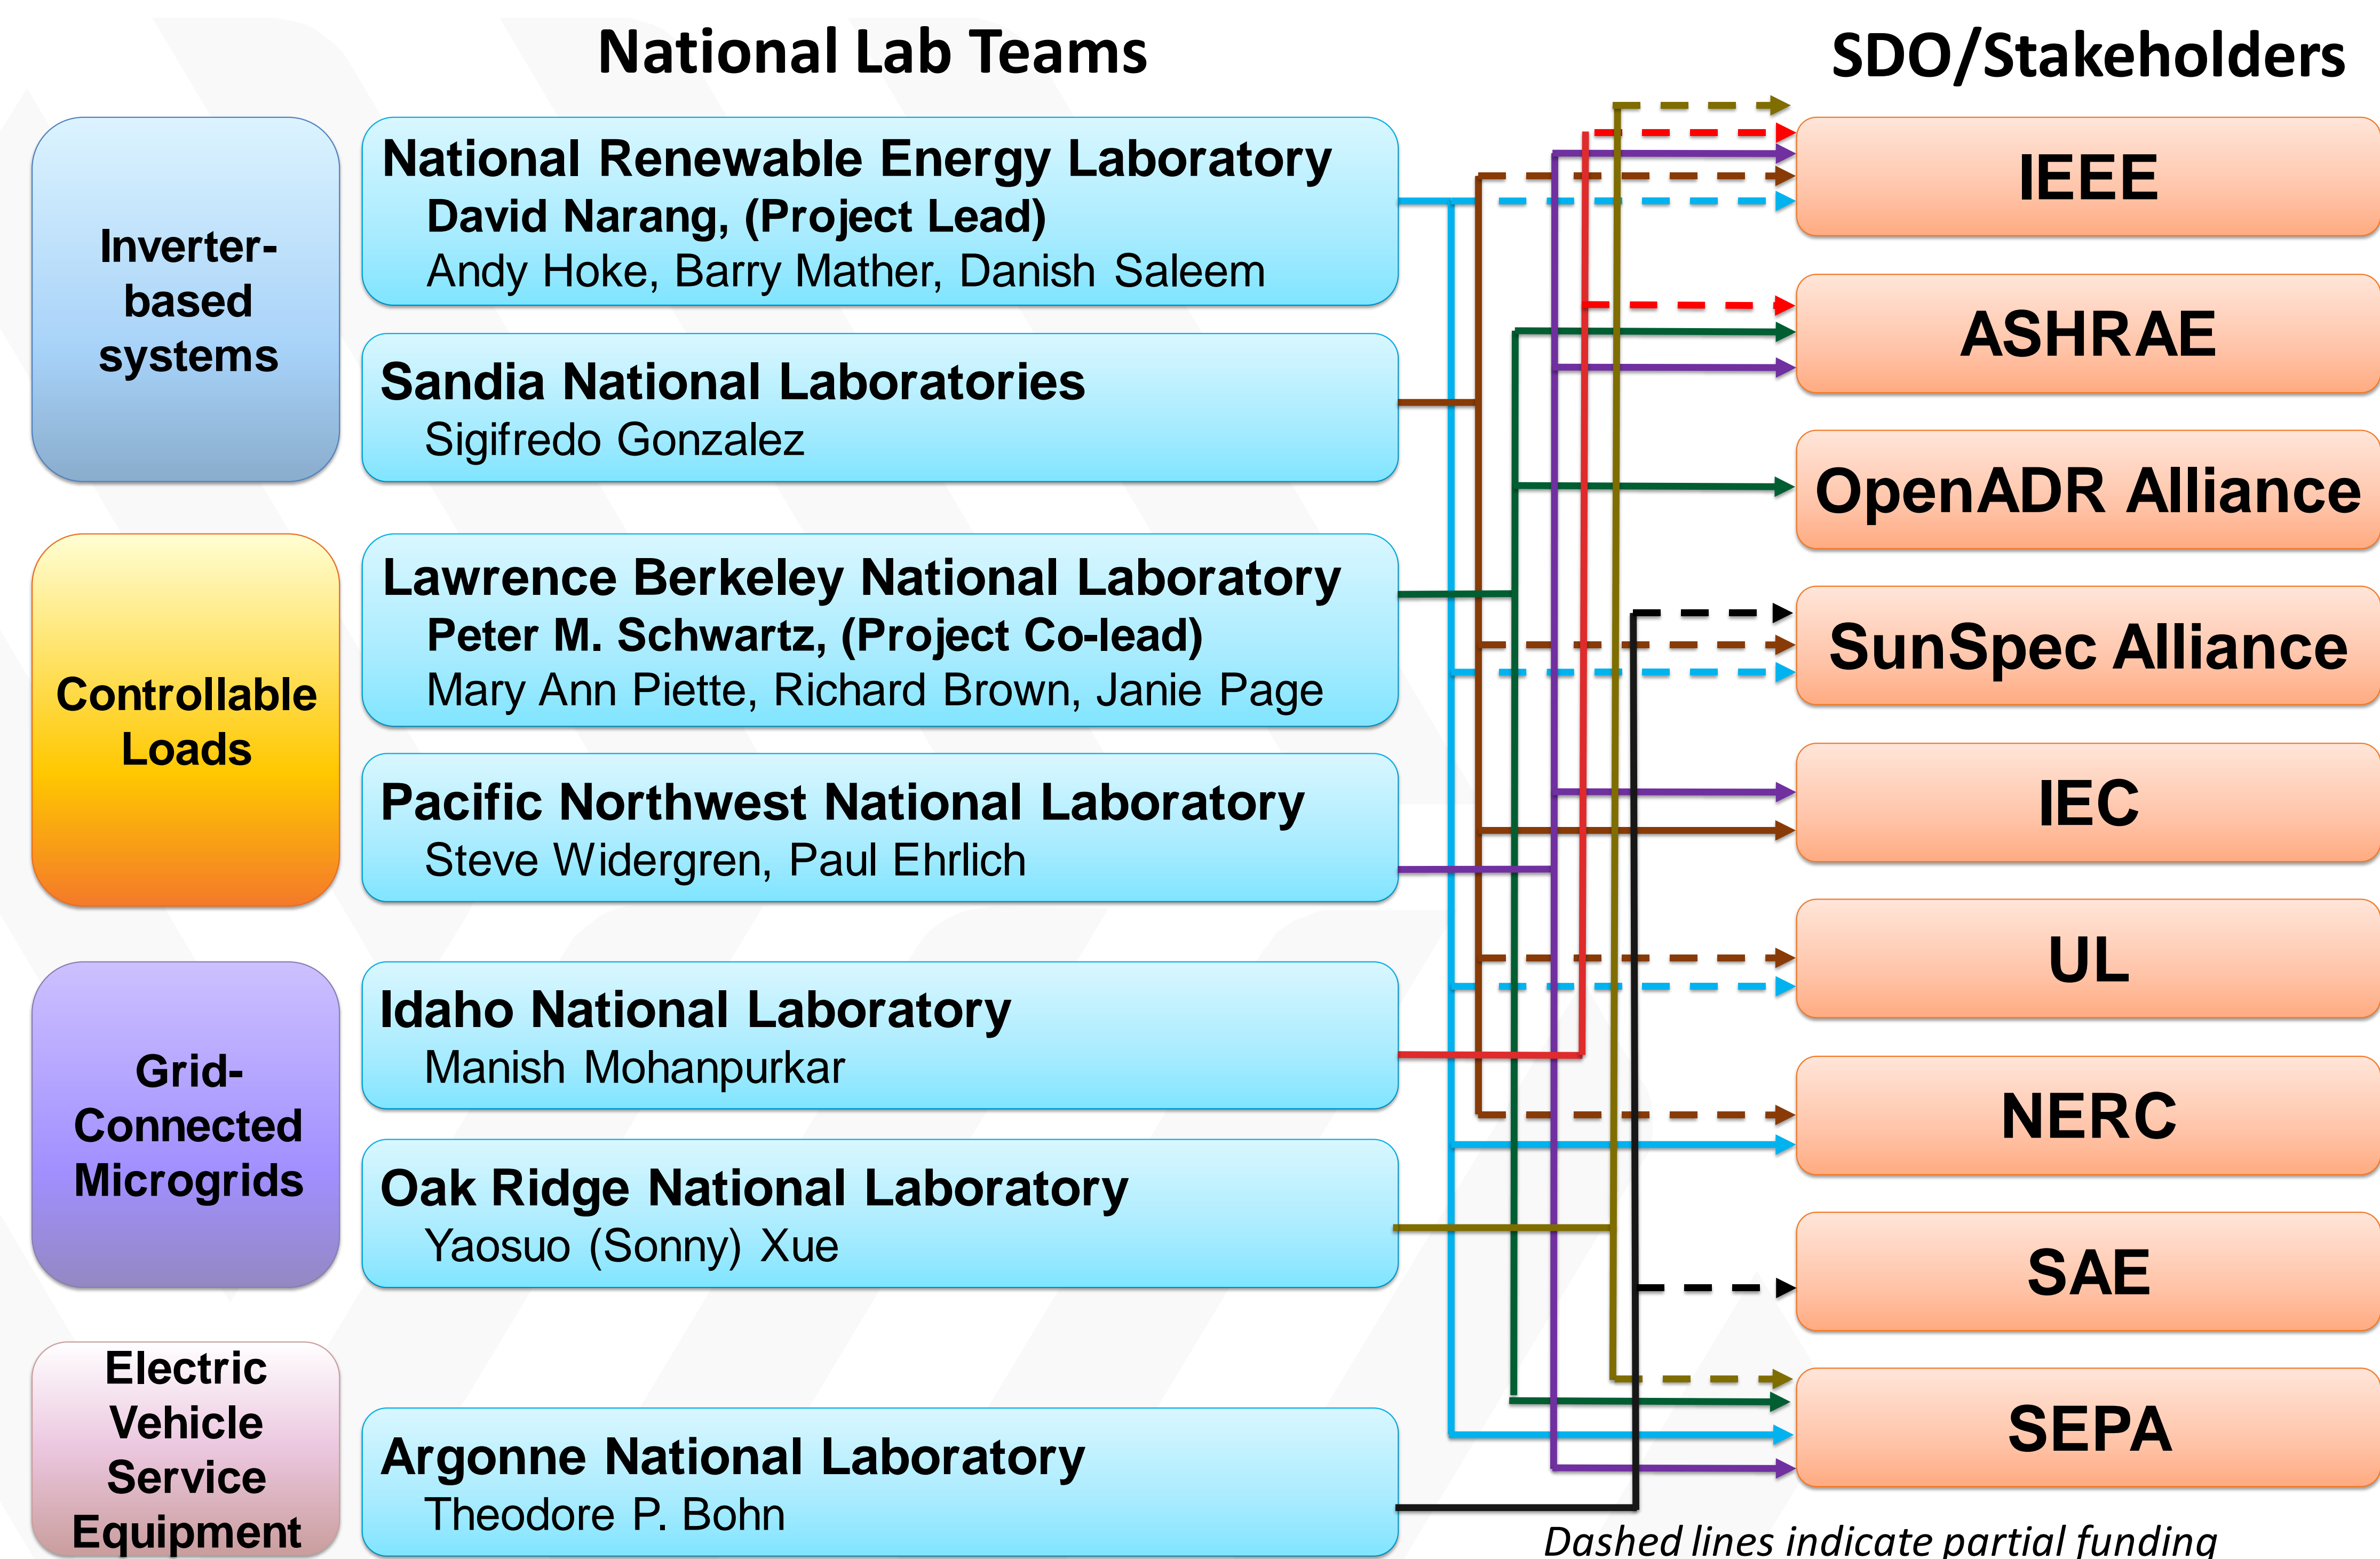 National Lab Teams
SDO/Stakeholders
Inverter-
based
systems
National Renewable Energy Laboratory
David Narang, (Project Lead)
Andy Hoke, Barry Mather, Danish Saleem
Sandia National Laboratories
Sigifredo Gonzalez
Controllable
Loads
Lawrence Berkeley National Laboratory
Peter M. Schwartz, (Project Co-lead)
Mary Ann Piette, Richard Brown, Janie Page
Pacific Northwest National Laboratory
Steve Widergren, Paul Ehrlich
Grid-
Connected
Microgrids
Idaho National Laboratory
Manish Mohanpurkar
Oak Ridge National Laboratory
Yaosuo (Sonny) Xue
Electric
Vehicle
Service
Equipment
Argonne National Laboratory
Theodore P. Bohn
IEEE
ASHRAE
OpenADR Alliance
SunSpec Alliance
IEC
UL
NERC
SAE
SEPA
Dashed lines indicate partial funding